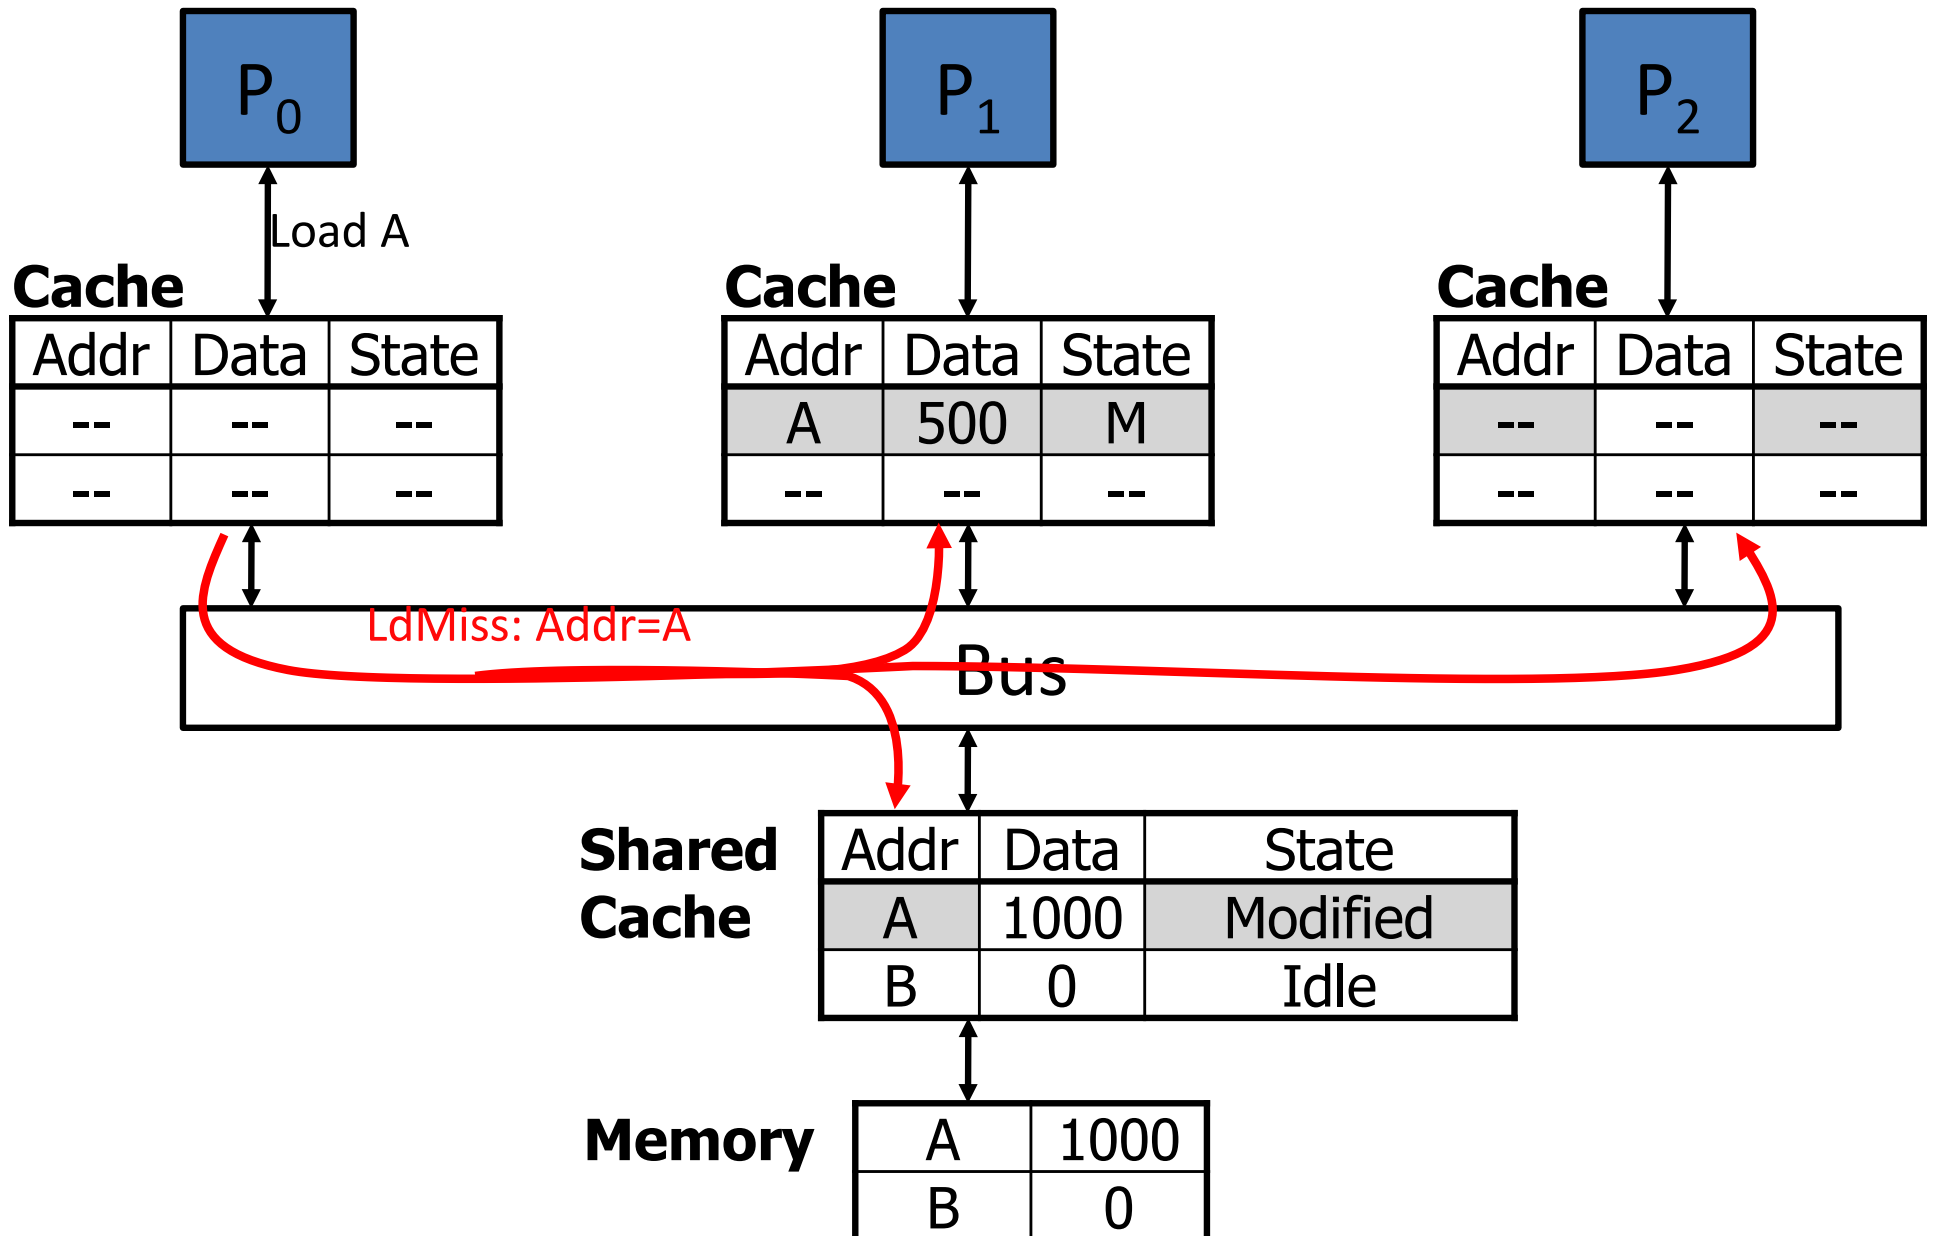 P0 P1 P2
Load A
Cache Cache Cache
Addr Data State Addr Data State Addr Data State
-- -- -- A 500 M -- -- --
-- -- -- -- -- -- -- -- --
LdMiss: Addr=A
Bus
Shared Addr Data State
Cache A 1000 Modified
B 0 Idle
Memory A 1000
B 0